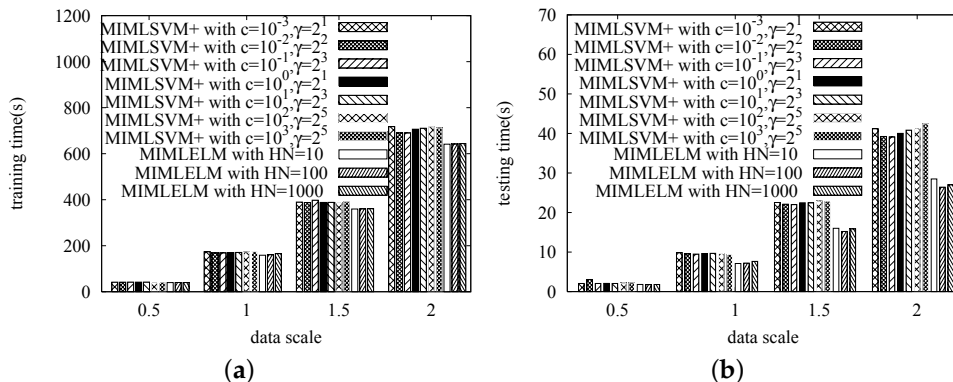 1200
1000
800
600
400
200
0
training time(s)
MIMLSVM+ with c=10^-3,γ=2^1
MIMLSVM+ with c=10^-2,γ=2^2
MIMLSVM+ with c=10^-1,γ=2^3
MIMLSVM+ with c=10^0,γ=2^1
MIMLSVM+ with c=10^1,γ=2^3
MIMLSVM+ with c=10^2,γ=2^5
MIMLSVM+ with c=10^3,γ=2^5
MIMLELM with HN=10
MIMLELM with HN=100
MIMLELM with HN=1000
0.5 1 1.5 2
data scale
(a)
70
60
50
40
30
20
10
0
testing time(s)
MIMLSVM+ with c=10^-3,γ=2^1
MIMLSVM+ with c=10^-2,γ=2^2
MIMLSVM+ with c=10^-1,γ=2^3
MIMLSVM+ with c=10^0,γ=2^1
MIMLSVM+ with c=10^1,γ=2^3
MIMLSVM+ with c=10^2,γ=2^5
MIMLSVM+ with c=10^3,γ=2^5
MIMLELM with HN=10
MIMLELM with HN=100
MIMLELM with HN=1000
0.5 1 1.5 2
data scale
(b)